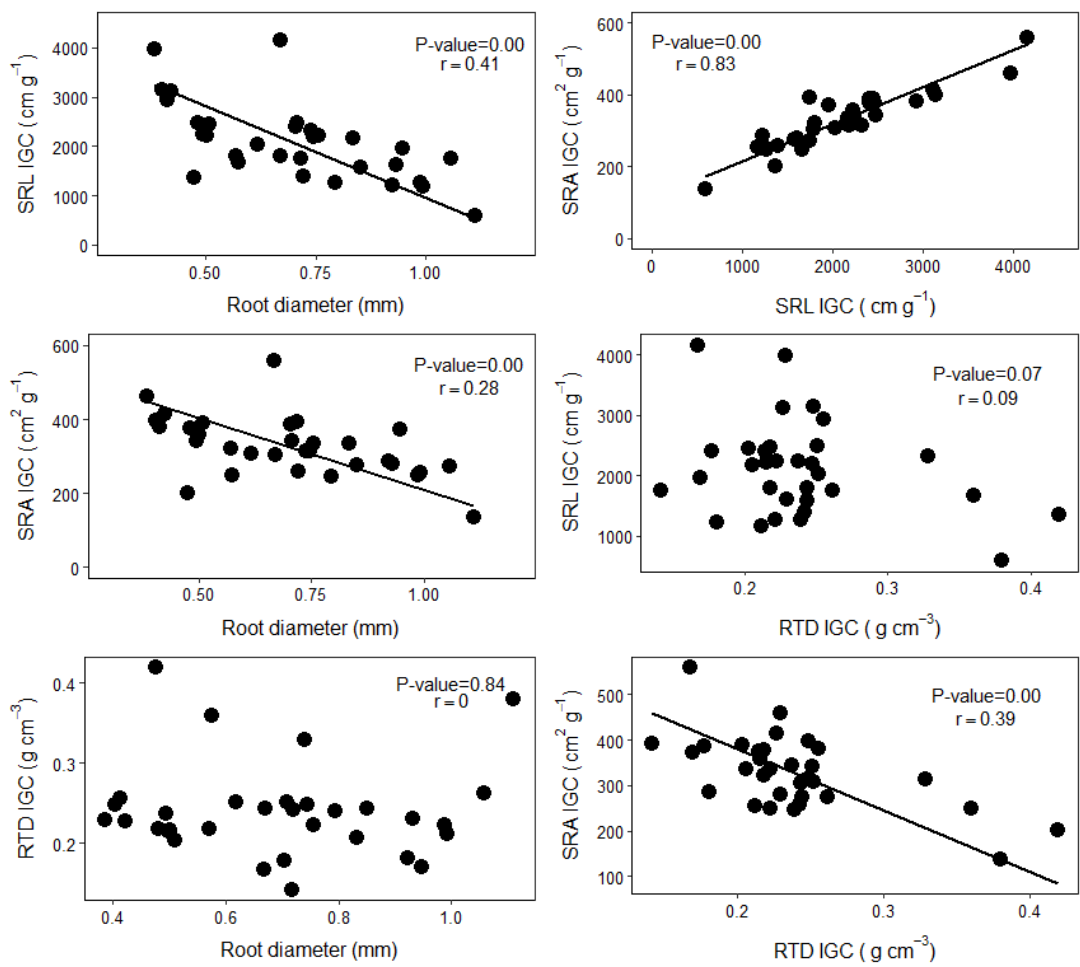 P-value=0.00
r = 0.41
SRL IGC (cm g⁻¹)
4000
3000
2000
1000
0
0.50 0.75 1.00
Root diameter (mm)
P-value=0.00
r = 0.83
SRA IGC (cm² g⁻¹)
600
400
200
0
0 1000 2000 3000 4000
SRL IGC ( cm g⁻¹)
P-value=0.00
r = 0.28
SRA IGC (cm² g⁻¹)
600
400
200
0
0.50 0.75 1.00
Root diameter (mm)
P-value=0.07
r = 0.09
SRL IGC (cm g⁻¹)
4000
3000
2000
1000
0.2 0.3 0.4
RTD IGC ( g cm⁻³)
P-value=0.84
r = 0
RTD IGC (g cm⁻³)
0.4
0.3
0.2
0.4 0.6 0.8 1.0
Root diameter (mm)
P-value=0.00
r = 0.39
SRA IGC (cm² g⁻¹)
500
400
300
200
100
0.2 0.3 0.4
RTD IGC ( g cm⁻³)